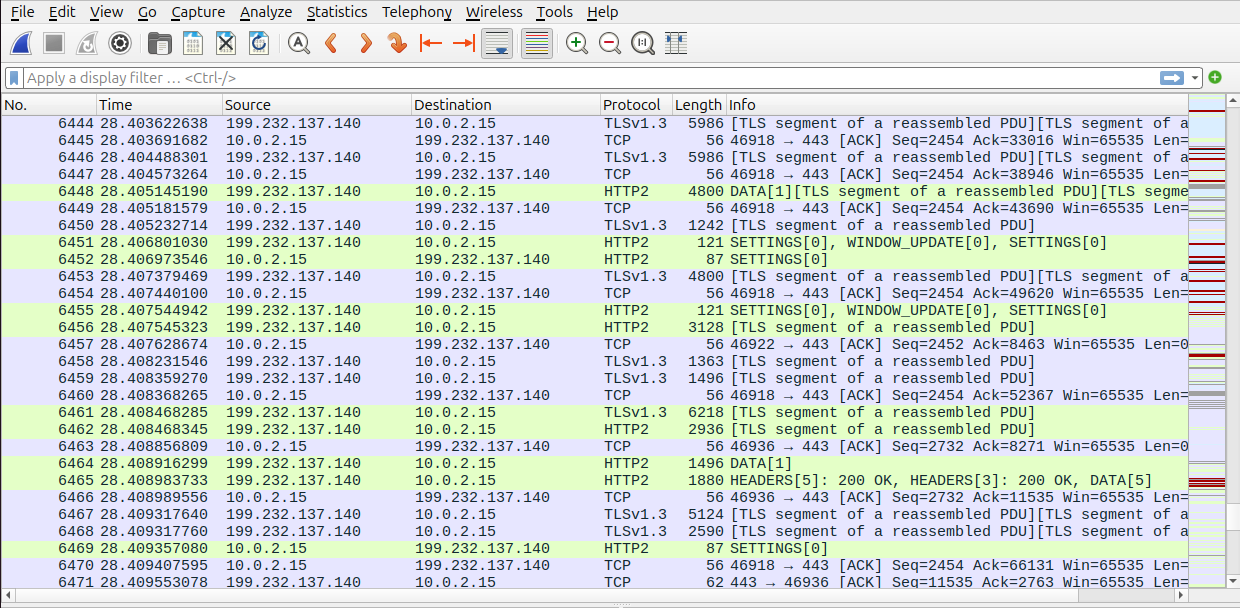 File Edit View Go Capture Analyze Statistics Telephony Wireless Tools Help
Apply a display filter … <Ctrl-/>
No. Time Source Destination Protocol Length Info
6444 28.403622638 199.232.137.140 10.0.2.15 TLSv1.3 5986 [TLS segment of a reassembled PDU][TLS segment of a
6445 28.403691682 10.0.2.15 199.232.137.140 TCP 56 46918 → 443 [ACK] Seq=2454 Ack=33016 Win=65535 Len=
6446 28.404488301 199.232.137.140 10.0.2.15 TLSv1.3 5986 [TLS segment of a reassembled PDU][TLS segment of a
6447 28.404573264 10.0.2.15 199.232.137.140 TCP 56 46918 → 443 [ACK] Seq=2454 Ack=38946 Win=65535 Len=
6448 28.405145190 199.232.137.140 10.0.2.15 HTTP2 4800 DATA[1][TLS segment of a reassembled PDU][TLS segme
6449 28.405181579 10.0.2.15 199.232.137.140 TCP 56 46918 → 443 [ACK] Seq=2454 Ack=43690 Win=65535 Len=
6450 28.405232714 199.232.137.140 10.0.2.15 TLSv1.3 1242 [TLS segment of a reassembled PDU]
6451 28.406801030 199.232.137.140 10.0.2.15 HTTP2 121 SETTINGS[0], WINDOW_UPDATE[0], SETTINGS[0]
6452 28.406973546 10.0.2.15 199.232.137.140 HTTP2 87 SETTINGS[0]
6453 28.407379469 199.232.137.140 10.0.2.15 TLSv1.3 4800 [TLS segment of a reassembled PDU][TLS segment of a
6454 28.407440100 10.0.2.15 199.232.137.140 TCP 56 46918 → 443 [ACK] Seq=2454 Ack=49620 Win=65535 Len=
6455 28.407544942 199.232.137.140 10.0.2.15 HTTP2 121 SETTINGS[0], WINDOW_UPDATE[0], SETTINGS[0]
6456 28.407545323 199.232.137.140 10.0.2.15 HTTP2 3128 [TLS segment of a reassembled PDU]
6457 28.407628674 10.0.2.15 199.232.137.140 TCP 56 46922 → 443 [ACK] Seq=2452 Ack=8463 Win=65535 Len=0
6458 28.408231546 199.232.137.140 10.0.2.15 TLSv1.3 1363 [TLS segment of a reassembled PDU]
6459 28.408359270 199.232.137.140 10.0.2.15 TLSv1.3 1496 [TLS segment of a reassembled PDU]
6460 28.408368265 10.0.2.15 199.232.137.140 TCP 56 46918 → 443 [ACK] Seq=2454 Ack=52367 Win=65535 Len=
6461 28.408468285 199.232.137.140 10.0.2.15 TLSv1.3 6218 [TLS segment of a reassembled PDU]
6462 28.408468345 199.232.137.140 10.0.2.15 HTTP2 2936 [TLS segment of a reassembled PDU]
6463 28.408856809 10.0.2.15 199.232.137.140 TCP 56 46936 → 443 [ACK] Seq=2732 Ack=8271 Win=65535 Len=0
6464 28.408916299 199.232.137.140 10.0.2.15 HTTP2 1496 DATA[1]
6465 28.408983733 199.232.137.140 10.0.2.15 HTTP2 1880 HEADERS[5]: 200 OK, HEADERS[3]: 200 OK, DATA[5]
6466 28.408989556 10.0.2.15 199.232.137.140 TCP 56 46936 → 443 [ACK] Seq=2732 Ack=11535 Win=65535 Len=
6467 28.409317640 199.232.137.140 10.0.2.15 TLSv1.3 5124 [TLS segment of a reassembled PDU][TLS segment of a
6468 28.409317760 199.232.137.140 10.0.2.15 TLSv1.3 2590 [TLS segment of a reassembled PDU][TLS segment of a
6469 28.409357080 10.0.2.15 199.232.137.140 HTTP2 87 SETTINGS[0]
6470 28.409407595 10.0.2.15 199.232.137.140 TCP 56 46918 → 443 [ACK] Seq=2454 Ack=66131 Win=65535 Len=
6471 28.409553078 199.232.137.140 10.0.2.15 TCP 62 443 → 46936 [ACK] Seq=11535 Ack=2763 Win=65535 Len=